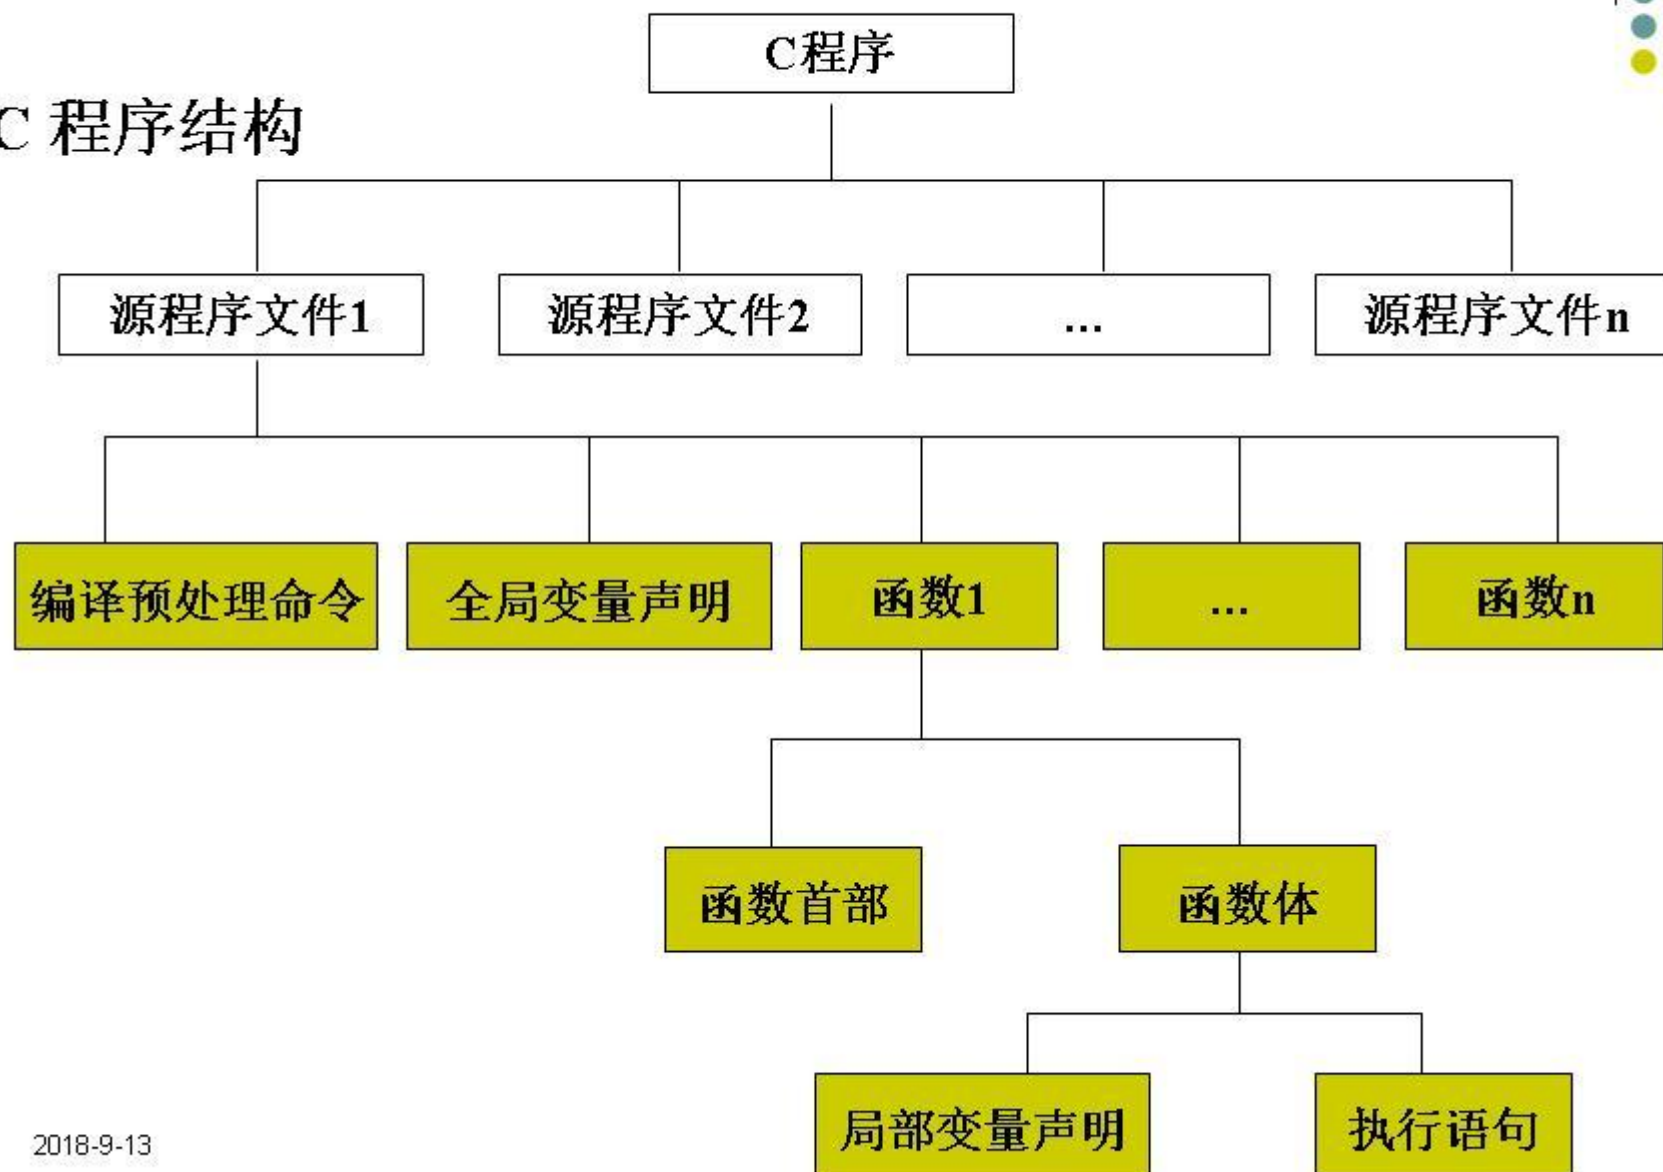 C程序
C 程序结构
源程序文件1
源程序文件2
...
源程序文件n
编译预处理命令
全局变量声明
函数1
...
函数n
函数首部
函数体
局部变量声明
执行语句
2018-9-13